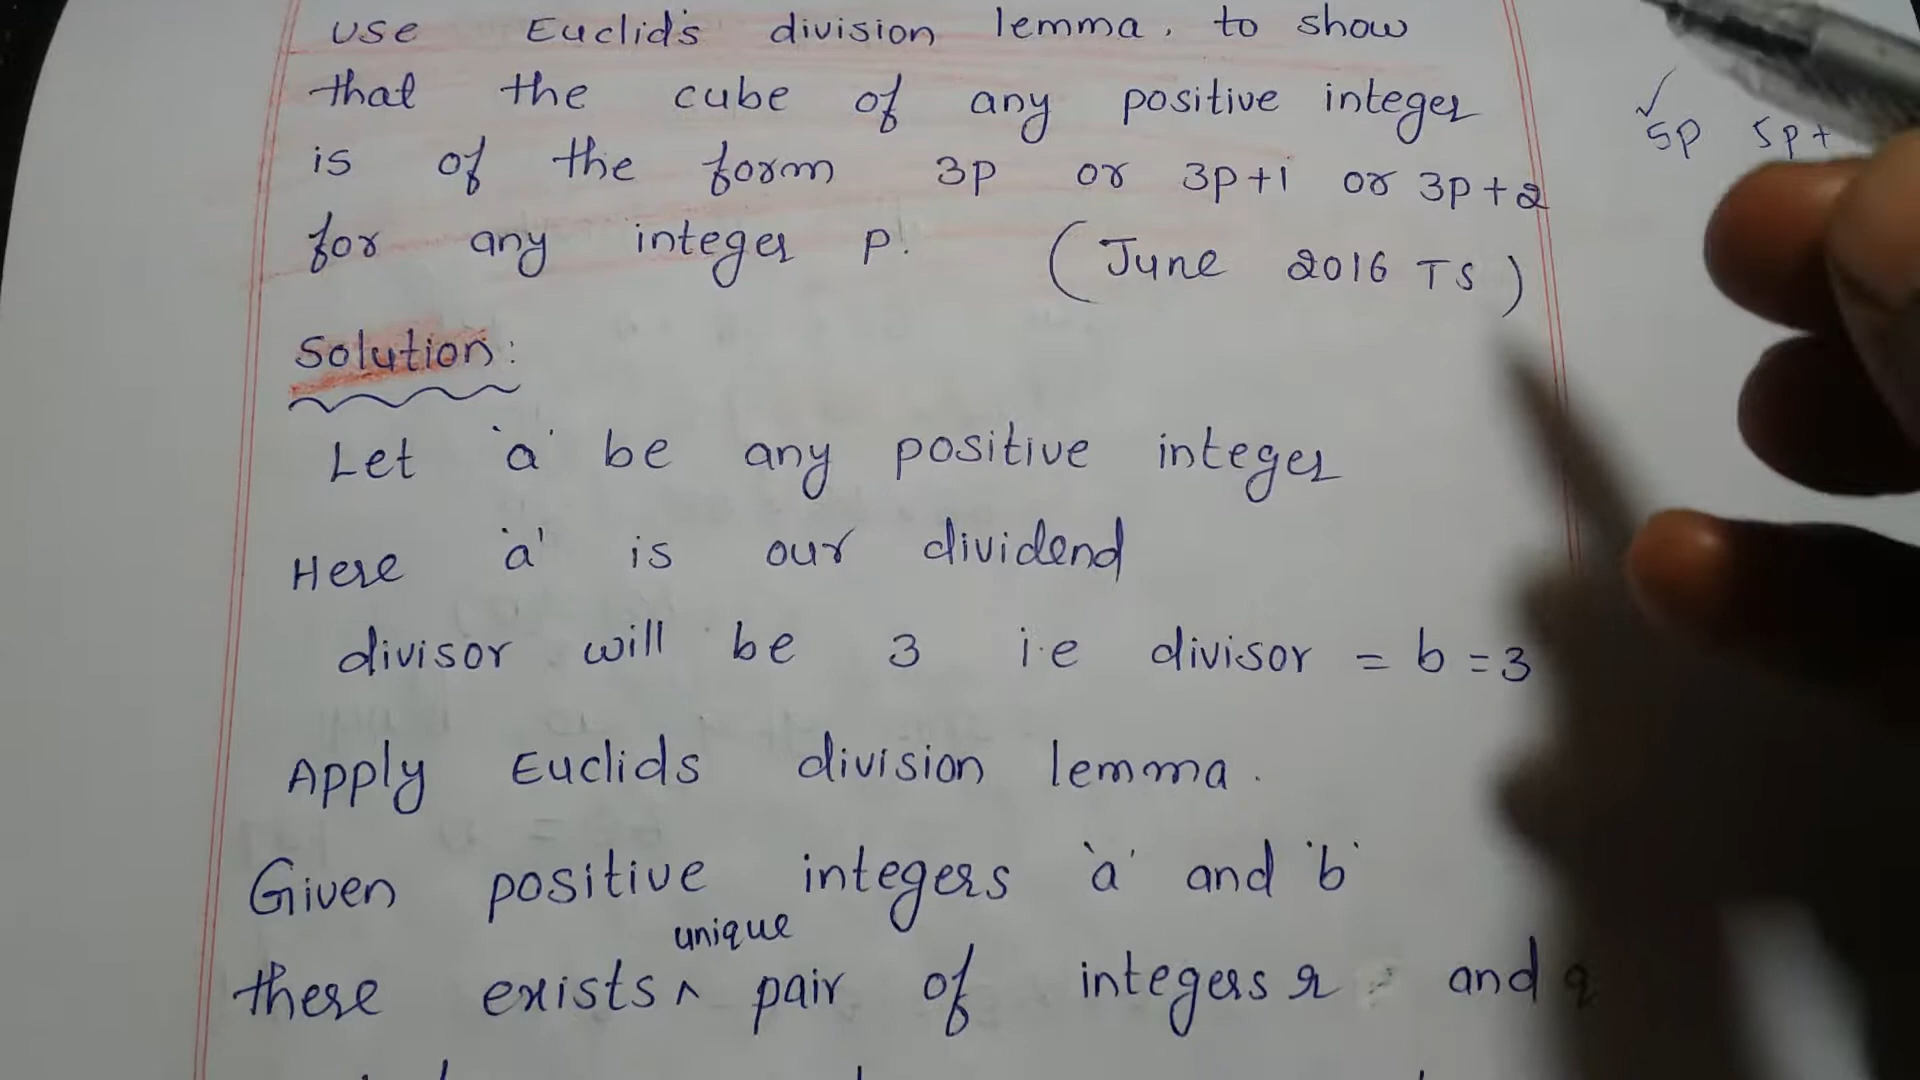 use Euclid's division lemma, to show
that the cube of any positive integer
is of the form 3p or 3p+1 or 3p+2
for any integer p. (June 2016 TS)
5p 5p+
Solution:
Let 'a' be any positive integer
Here 'a' is our dividend
divisor will be 3 i.e divisor = b = 3
Apply Euclids division lemma.
Given positive integers 'a' and 'b'
unique
there exists ^ pair of integers r and q